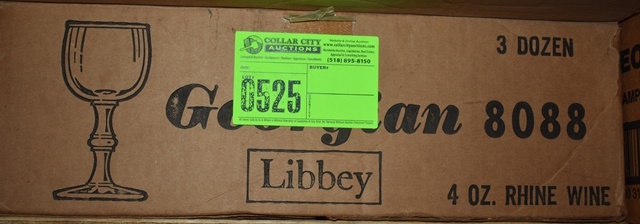 3 DOZEN
COLLAR CITY
AUCTIONS
www.collarcityauctions.com
(518) 895-8150
BUYER:
0525
Georgian 8088
Libbey
4 OZ. RHINE WINE